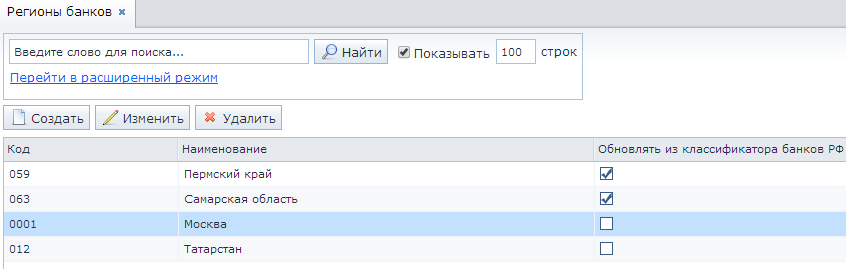 Регионы банков
Введите слово для поиска... Найти Показывать 100 строк
Перейти в расширенный режим
Создать Изменить Удалить
Код Наименование Обновлять из классификатора банков РФ
059 Пермский край
063 Самарская область
0001 Москва
012 Татарстан